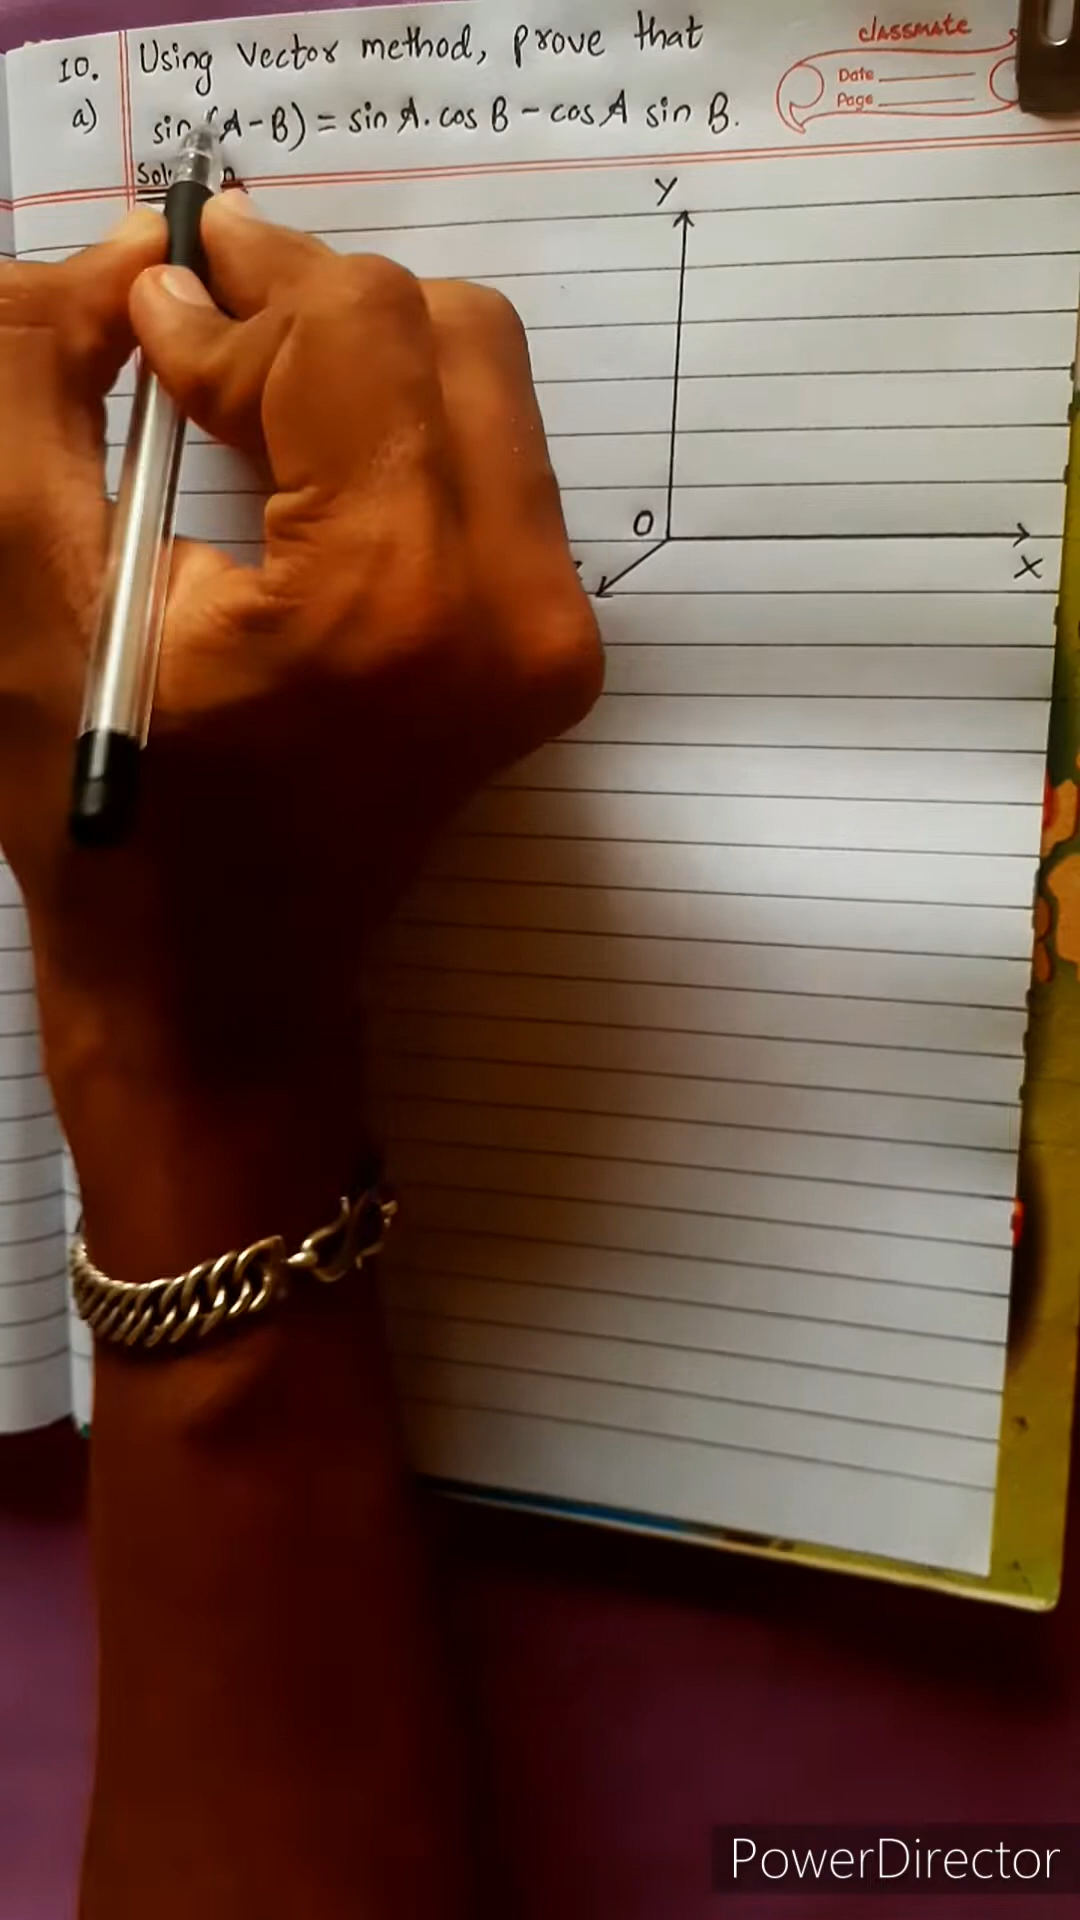 10. Using Vector method, prove that
a) sin (A-B) = sin A. cos B - cos A sin B.
classmate
Date
Page
Y
O
X
PowerDirector